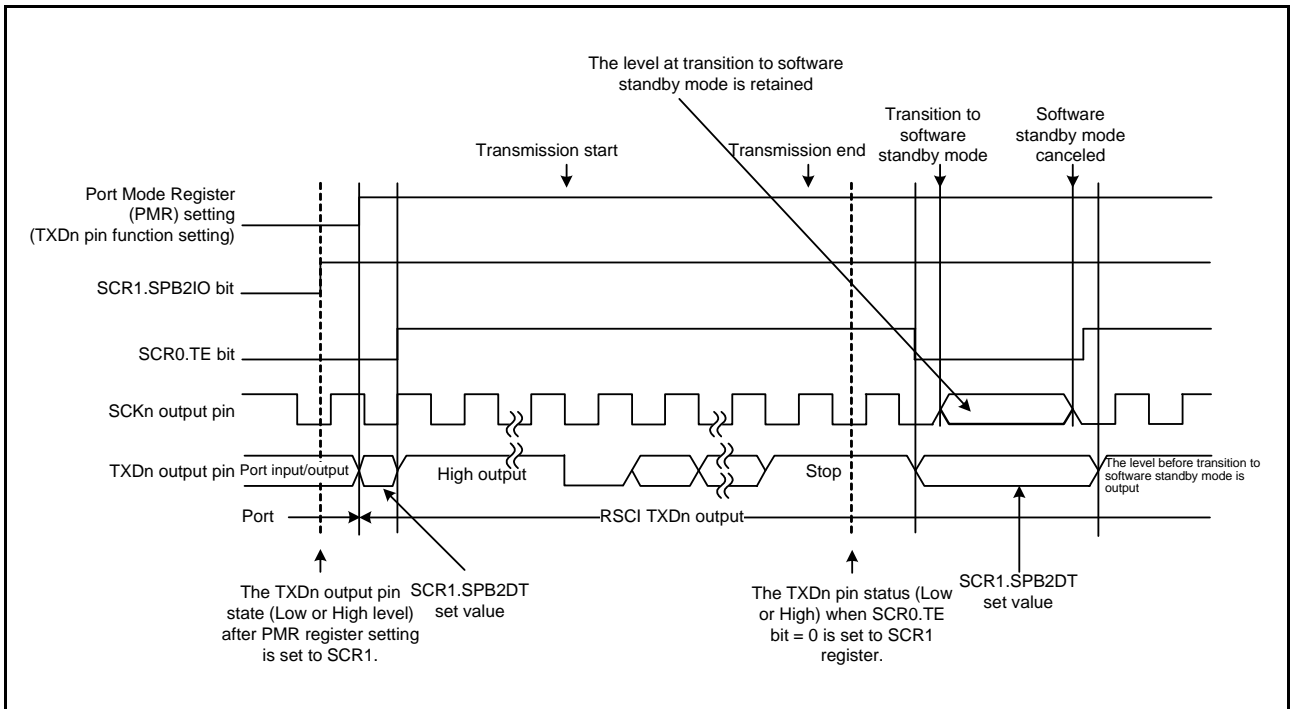 The level at transition to software
standby mode is retained
Transition to
software
standby mode
Software
standby mode
canceled
Transmission start
Transmission end
Port Mode Register
(PMR) setting
(TXDn pin function setting)
SCR1.SPB2IO bit
SCR0.TE bit
SCKn output pin
TXDn output pin
Port input/output
High output
Stop
The level before transition to
software standby mode is
output
Port
RSCI TXDn output
The TXDn output pin
state (Low or High level)
after PMR register setting
is set to SCR1.
SCR1.SPB2DT
set value
The TXDn pin status (Low
or High) when SCR0.TE
bit = 0 is set to SCR1
register.
SCR1.SPB2DT
set value